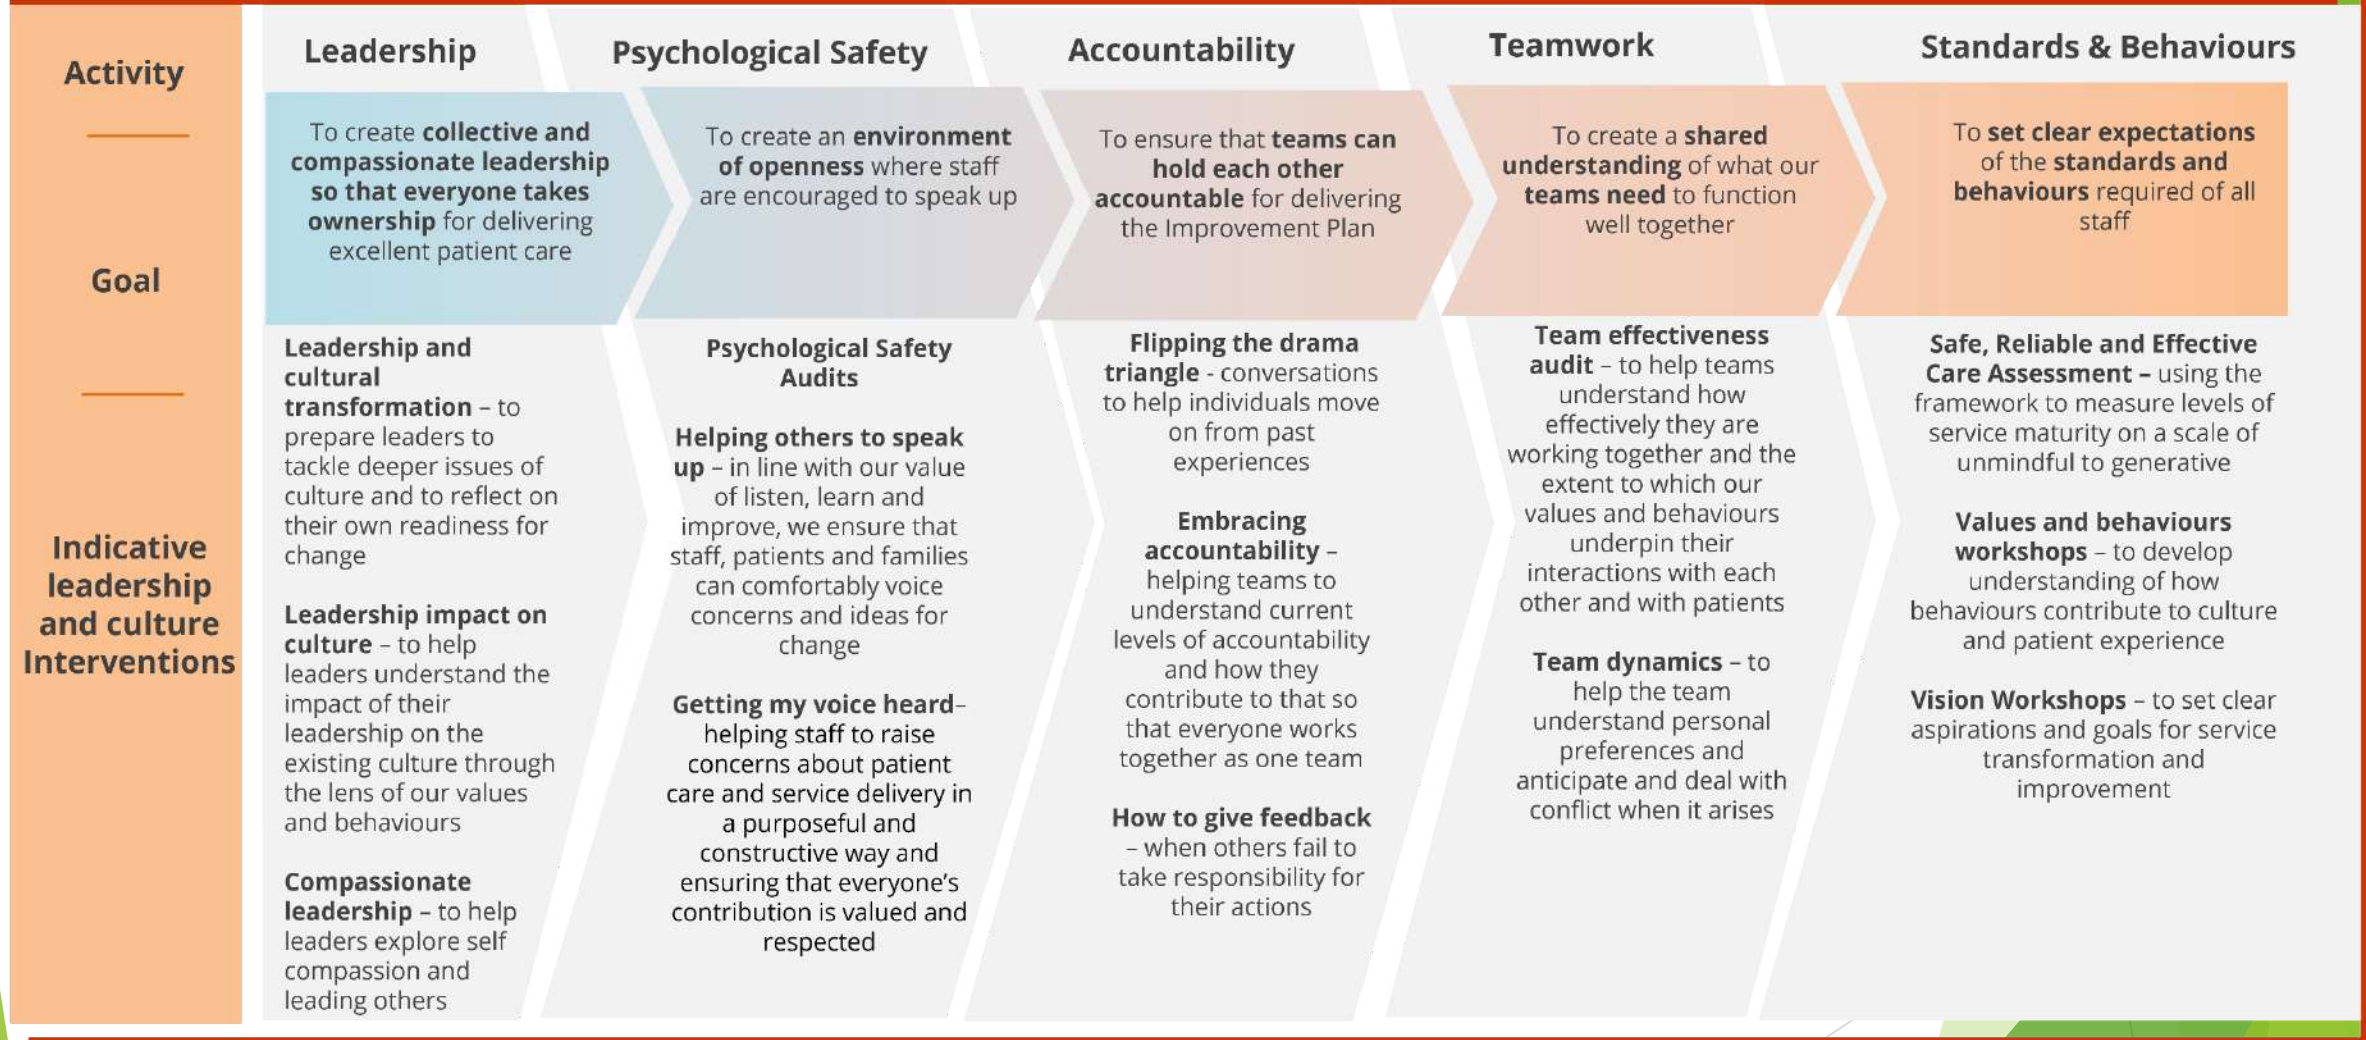 Activity
Goal
Indicative
leadership
and culture
Interventions
Leadership
To create collective and
compassionate leadership
so that everyone takes
ownership for delivering
excellent patient care
Leadership and
cultural
transformation – to
prepare leaders to
tackle deeper issues of
culture and to reflect on
their own readiness for
change
Leadership impact on
culture – to help
leaders understand the
impact of their
leadership on the
existing culture through
the lens of our values
and behaviours
Compassionate
leadership – to help
leaders explore self
compassion and
leading others
Psychological Safety
To create an environment
of openness where staff
are encouraged to speak up
Psychological Safety
Audits
Helping others to speak
up – in line with our value
of listen, learn and
improve, we ensure that
staff, patients and families
can comfortably voice
concerns and ideas for
change
Getting my voice heard–
helping staff to raise
concerns about patient
care and service delivery in
a purposeful and
constructive way and
ensuring that everyone's
contribution is valued and
respected
Accountability
To ensure that teams can
hold each other
accountable for delivering
the Improvement Plan
Flipping the drama
triangle - conversations
to help individuals move
on from past
experiences
Embracing
accountability –
helping teams to
understand current
levels of accountability
and how they
contribute to that so
that everyone works
together as one team
How to give feedback
– when others fail to
take responsibility for
their actions
Teamwork
To create a shared
understanding of what our
teams need to function
well together
Team effectiveness
audit – to help teams
understand how
effectively they are
working together and the
extent to which our
values and behaviours
underpin their
interactions with each
other and with patients
Team dynamics – to
help the team
understand personal
preferences and
anticipate and deal with
conflict when it arises
Standards & Behaviours
To set clear expectations
of the standards and
behaviours required of all
staff
Safe, Reliable and Effective
Care Assessment – using the
framework to measure levels of
service maturity on a scale of
unmindful to generative
Values and behaviours
workshops – to develop
understanding of how
behaviours contribute to culture
and patient experience
Vision Workshops – to set clear
aspirations and goals for service
transformation and
improvement